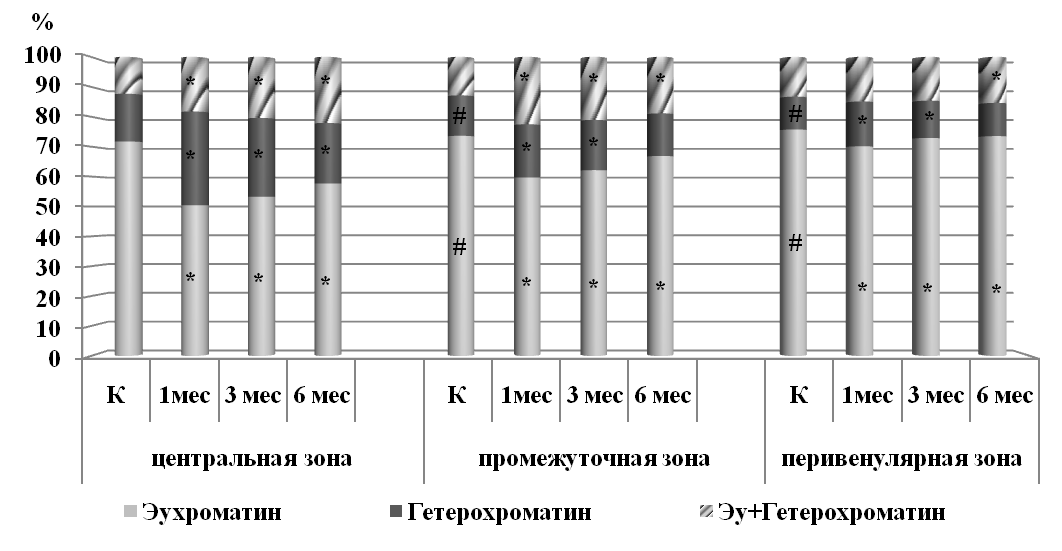 %
100
90
80
70
60
50
40
30
20
10
0
* * * * * * *
# * * * # * *
# * * * # * * *
* * *
К 1мес 3 мес 6 мес К 1мес 3 мес 6 мес К 1мес 3 мес 6 мес
центральная зона промежуточная зона перивенулярная зона
Эухроматин Гетерохроматин Эу+Гетерохроматин